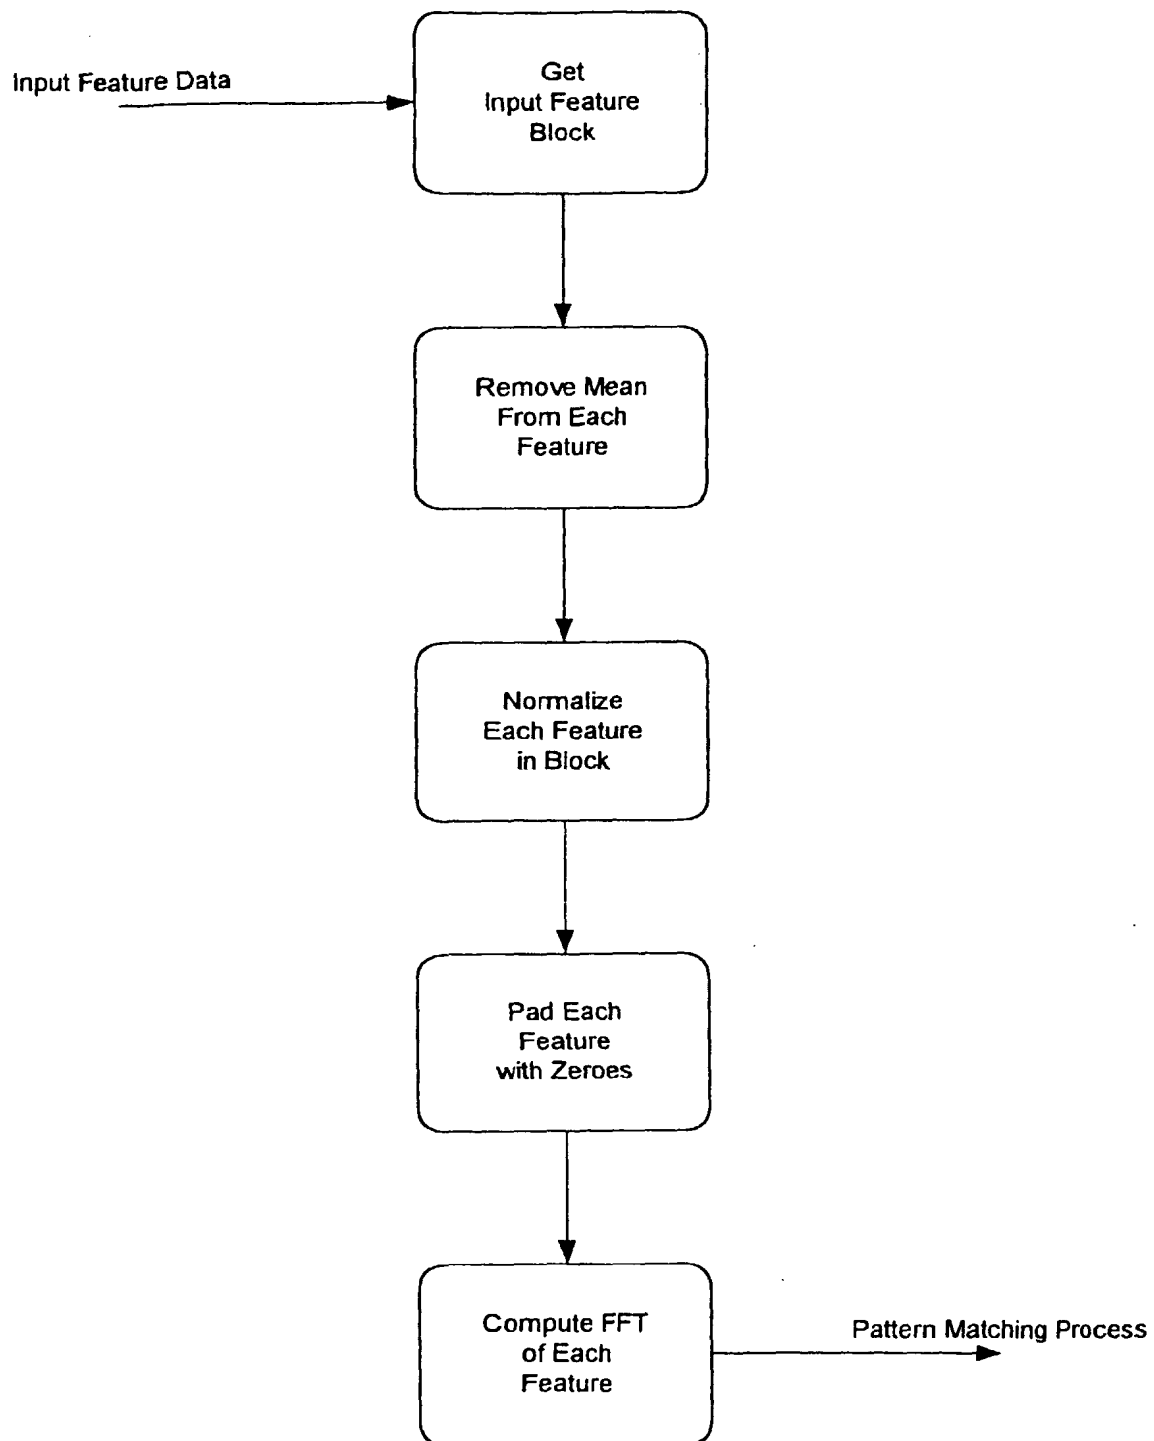 Input Feature Data
Get
Input Feature
Block
Remove Mean
From Each
Feature
Normalize
Each Feature
in Block
Pad Each
Feature
with Zeroes
Compute FFT
of Each
Feature
Pattern Matching Process